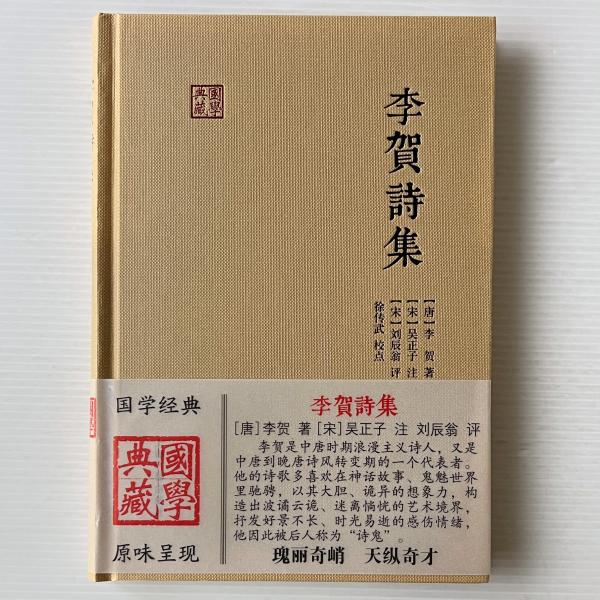 國學
典藏
李賀詩集
［唐］李 賀 著
［宋］吴正子 注
［宋］刘辰翁 评
徐传武 校点
国学经典
國學
典藏
原味呈现
李賀詩集
［唐］李贺 著［宋］吴正子 注 刘辰翁 评
李贺是中唐时期浪漫主义诗人，又是
中唐到晚唐诗风转变期的一个代表者。
他的诗歌多喜欢在神话故事、鬼魅世界
里驰骋，以其大胆、诡异的想象力，构
造出波谲云诡、迷离惝恍的艺术境界，
抒发好景不长、时光易逝的感伤情绪，
他因此被后人称为“诗鬼”。
瑰丽奇峭 天纵奇才